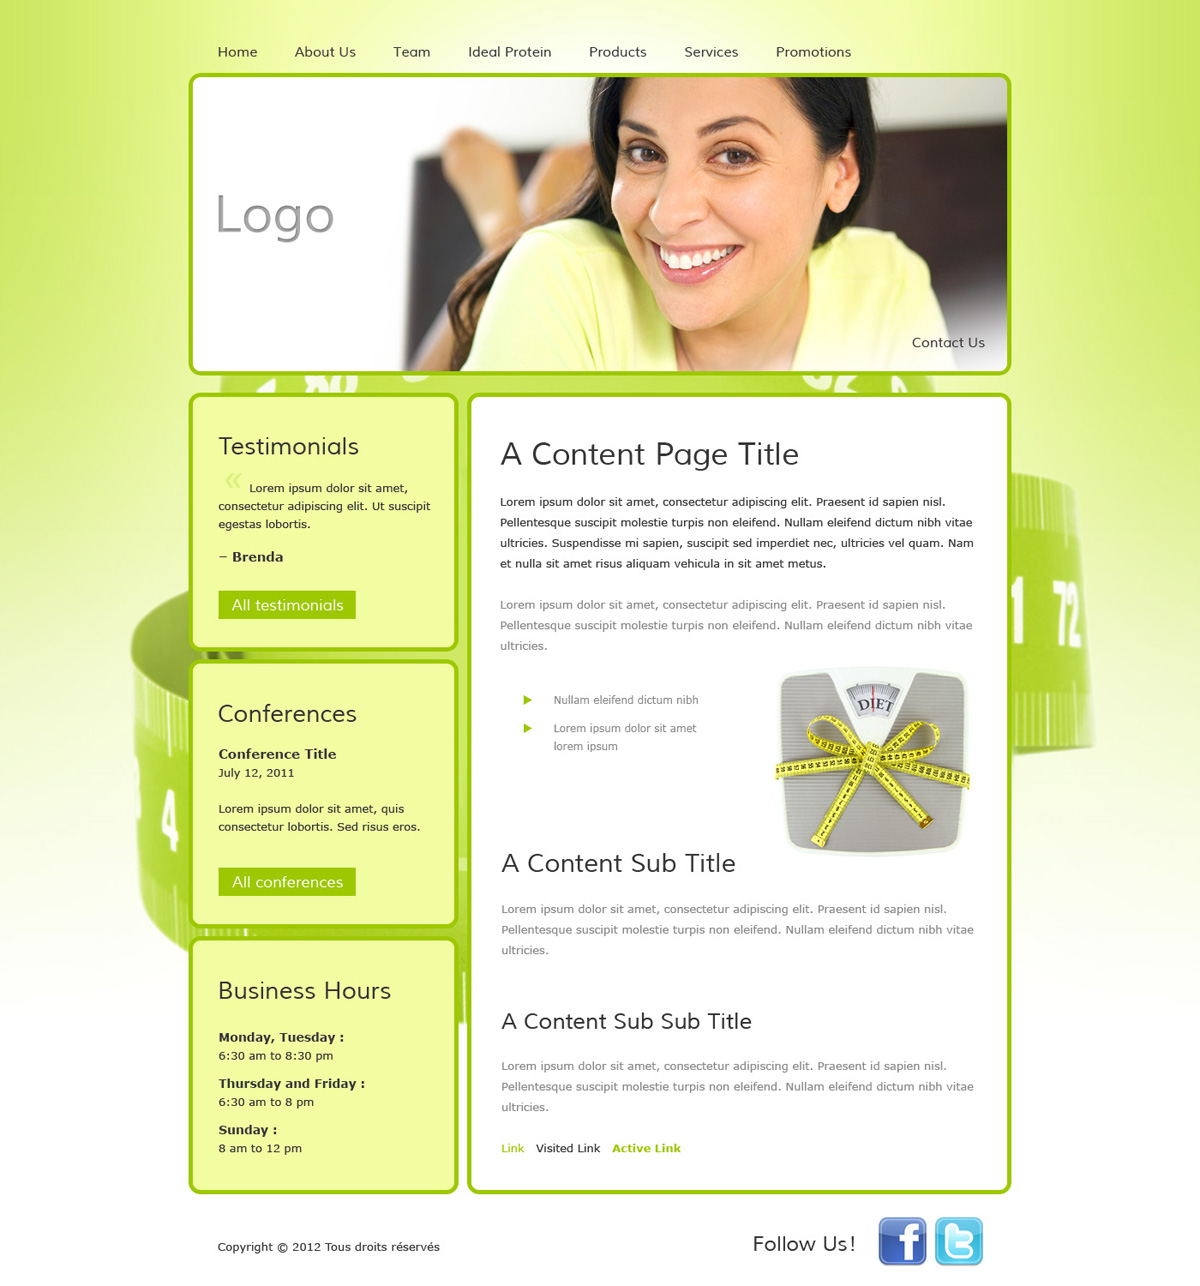 Home About Us Team Ideal Protein Products Services Promotions
Logo
Contact Us
Testimonials
« Lorem ipsum dolor sit amet,
consectetur adipiscing elit. Ut suscipit
egestas lobortis.
– Brenda
All testimonials
Conferences
Conference Title
July 12, 2011
Lorem ipsum dolor sit amet, quis
consectetur lobortis. Sed risus eros.
All conferences
Business Hours
Monday, Tuesday :
6:30 am to 8:30 pm
Thursday and Friday :
6:30 am to 8 pm
Sunday :
8 am to 12 pm
A Content Page Title
Lorem ipsum dolor sit amet, consectetur adipiscing elit. Praesent id sapien nisl.
Pellentesque suscipit molestie turpis non eleifend. Nullam eleifend dictum nibh vitae
ultricies. Suspendisse mi sapien, suscipit sed imperdiet nec, ultricies vel quam. Nam
et nulla sit amet risus aliquam vehicula in sit amet metus.
Lorem ipsum dolor sit amet, consectetur adipiscing elit. Praesent id sapien nisl.
Pellentesque suscipit molestie turpis non eleifend. Nullam eleifend dictum nibh vitae
ultricies.
Nullam eleifend dictum nibh
Lorem ipsum dolor sit amet
lorem ipsum
DIET
A Content Sub Title
Lorem ipsum dolor sit amet, consectetur adipiscing elit. Praesent id sapien nisl.
Pellentesque suscipit molestie turpis non eleifend. Nullam eleifend dictum nibh vitae
ultricies.
A Content Sub Sub Title
Lorem ipsum dolor sit amet, consectetur adipiscing elit. Praesent id sapien nisl.
Pellentesque suscipit molestie turpis non eleifend. Nullam eleifend dictum nibh vitae
ultricies.
Link Visited Link Active Link
1 72
4
Copyright © 2012 Tous droits réservés
Follow Us! f t